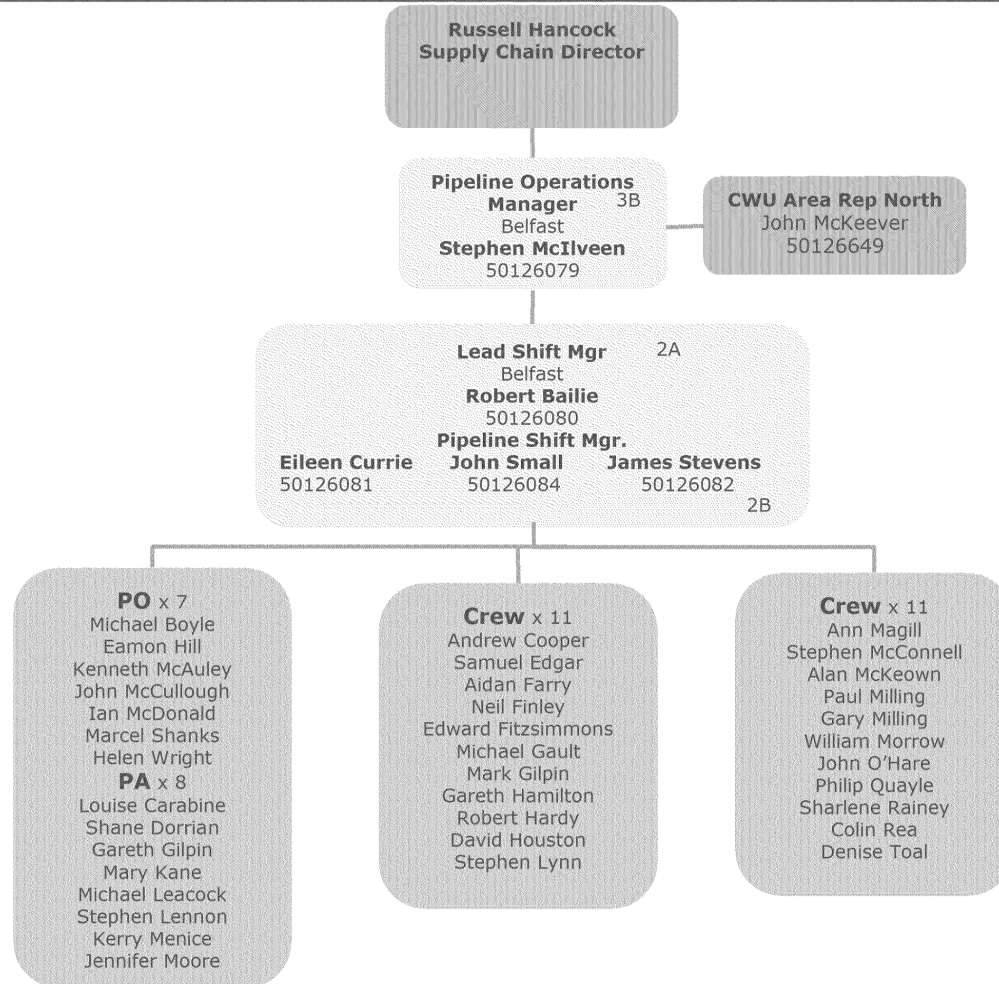 Russell Hancock
Supply Chain Director
Pipeline Operations
Manager 3B
Belfast
Stephen McIlveen
50126079
CWU Area Rep North
John McKeever
50126649
Lead Shift Mgr 2A
Belfast
Robert Bailie
50126080
Pipeline Shift Mgr.
Eileen Currie John Small James Stevens
50126081 50126084 50126082
2B
PO x 7
Michael Boyle
Eamon Hill
Kenneth McAuley
John McCullough
Ian McDonald
Marcel Shanks
Helen Wright
PA x 8
Louise Carabine
Shane Dorrian
Gareth Gilpin
Mary Kane
Michael Leacock
Stephen Lennon
Kerry Menice
Jennifer Moore
Crew x 11
Andrew Cooper
Samuel Edgar
Aidan Farry
Neil Finley
Edward Fitzsimmons
Michael Gault
Mark Gilpin
Gareth Hamilton
Robert Hardy
David Houston
Stephen Lynn
Crew x 11
Ann Magill
Stephen McConnell
Alan McKeown
Paul Milling
Gary Milling
William Morrow
John O’Hare
Philip Quayle
Sharlene Rainey
Colin Rea
Denise Toal